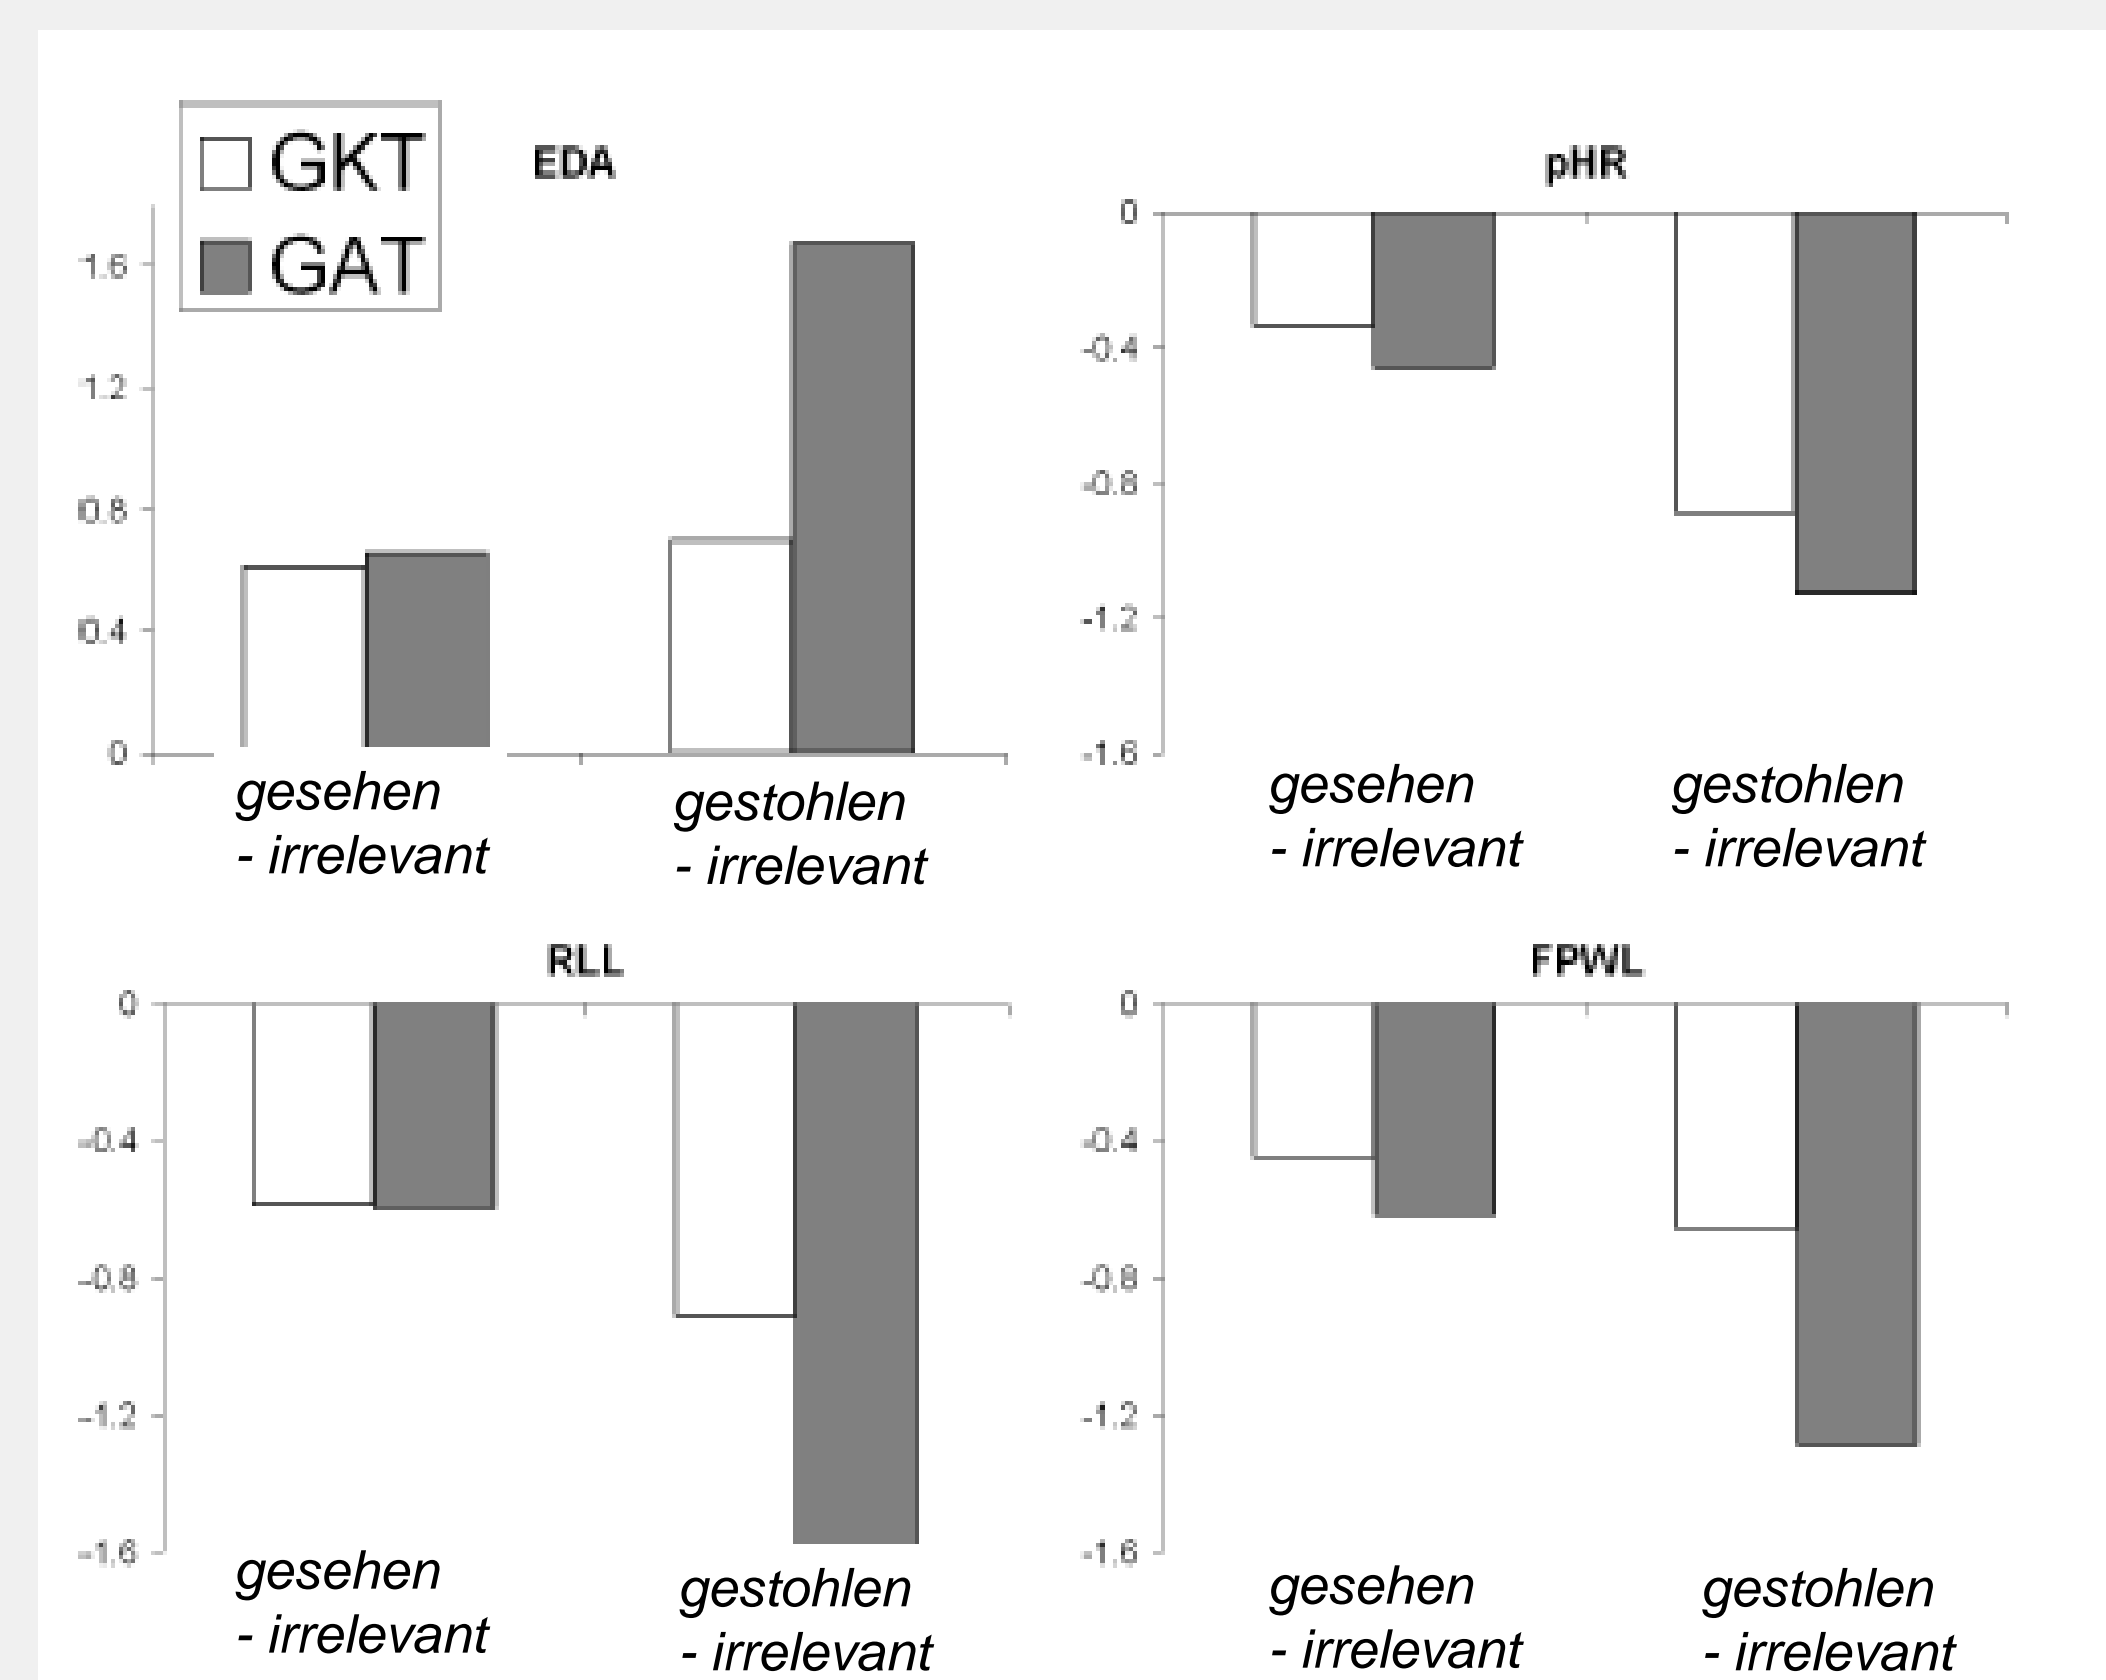 GKT
GAT
EDA
1.6
1.2
0.8
0.4
0
gesehen
- irrelevant
gestohlen
- irrelevant
pHR
0
-0.4
-0.8
-1.2
-1.6
gesehen
- irrelevant
gestohlen
- irrelevant
RLL
0
-0.4
-0.8
-1.2
-1.6
gesehen
- irrelevant
gestohlen
- irrelevant
FPWL
0
-0.4
-0.8
-1.2
-1.6
gesehen
- irrelevant
gestohlen
- irrelevant